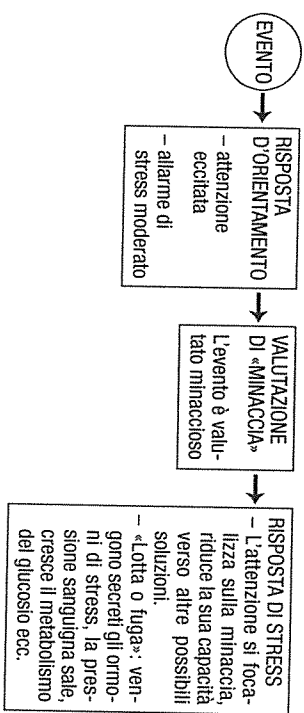 EVENTO
RISPOSTA
D'ORIENTAMENTO
– attenzione
eccitata
– allarme di
stress moderato
VALUTAZIONE
DI «MINACCIA»
L'evento è valu-
tato minaccioso
RISPOSTA DI STRESS
– L'attenzione si foca-
lizza sulla minaccia,
riduce la sua capacità
verso altre possibili
soluzioni.
– «Lotta o fuga»: ven-
gono secreti gli ormo-
ni di stress, la pres-
sione sanguigna sale,
cresce il metabolismo
del glucosio ecc.